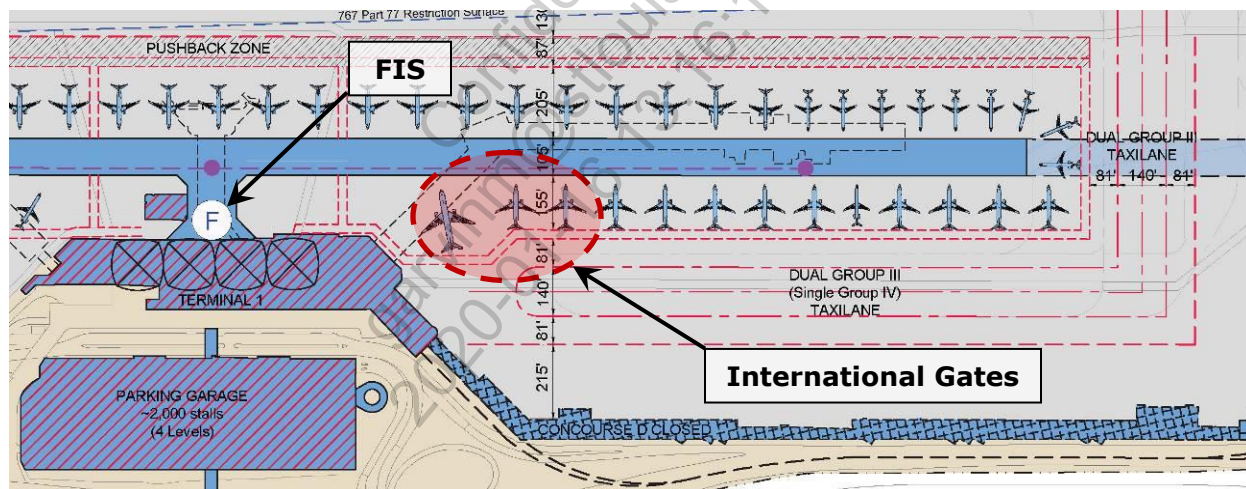 767 Part 77 Restriction Surface
PUSHBACK ZONE
FIS
87'
205'
105'
155'
81'
140'
81'
215'
DUAL GROUP II
TAXILANE
81' 140' 81'
F
TERMINAL 1
DUAL GROUP III
(Single Group IV)
TAXILANE
International Gates
PARKING GARAGE
~2,000 stalls
(4 Levels)
CONCOURSE D CLOSED